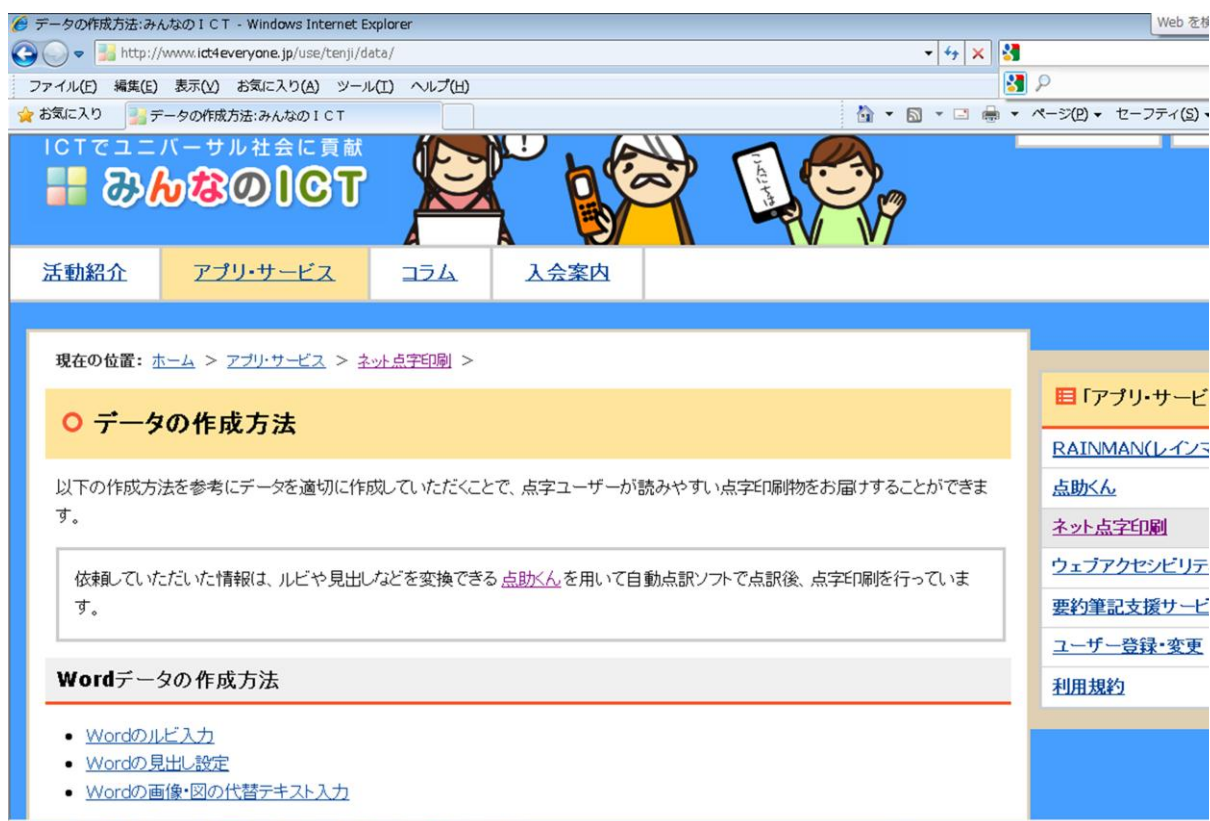 データの作成方法:みんなのＩＣＴ - Windows Internet Explorer
Web を検
http://www.ict4everyone.jp/use/tenji/data/
ファイル(F) 編集(E) 表示(V) お気に入り(A) ツール(T) ヘルプ(H)
お気に入り データの作成方法:みんなのＩＣＴ ページ(P) セーフティ(S)
ICTでユニバーサル社会に貢献
みんなのICT
!
こんにちは
活動紹介 アプリ・サービス コラム 入会案内
現在の位置: ホーム > アプリ・サービス > ネット点字印刷 >
データの作成方法
以下の作成方法を参考にデータを適切に作成していただくことで、点字ユーザーが読みやすい点字印刷物をお届けすることができま
す。
依頼していただいた情報は、ルビや見出しなどを変換できる 点助くん を用いて自動点訳ソフトで点訳後、点字印刷を行っていま
す。
Wordデータの作成方法
• Wordのルビ入力
• Wordの見出し設定
• Wordの画像・図の代替テキスト入力
「アプリ・サービ
RAINMAN(レインマ
点助くん
ネット点字印刷
ウェブアクセシビリテ
要約筆記支援サービ
ユーザー登録・変更
利用規約